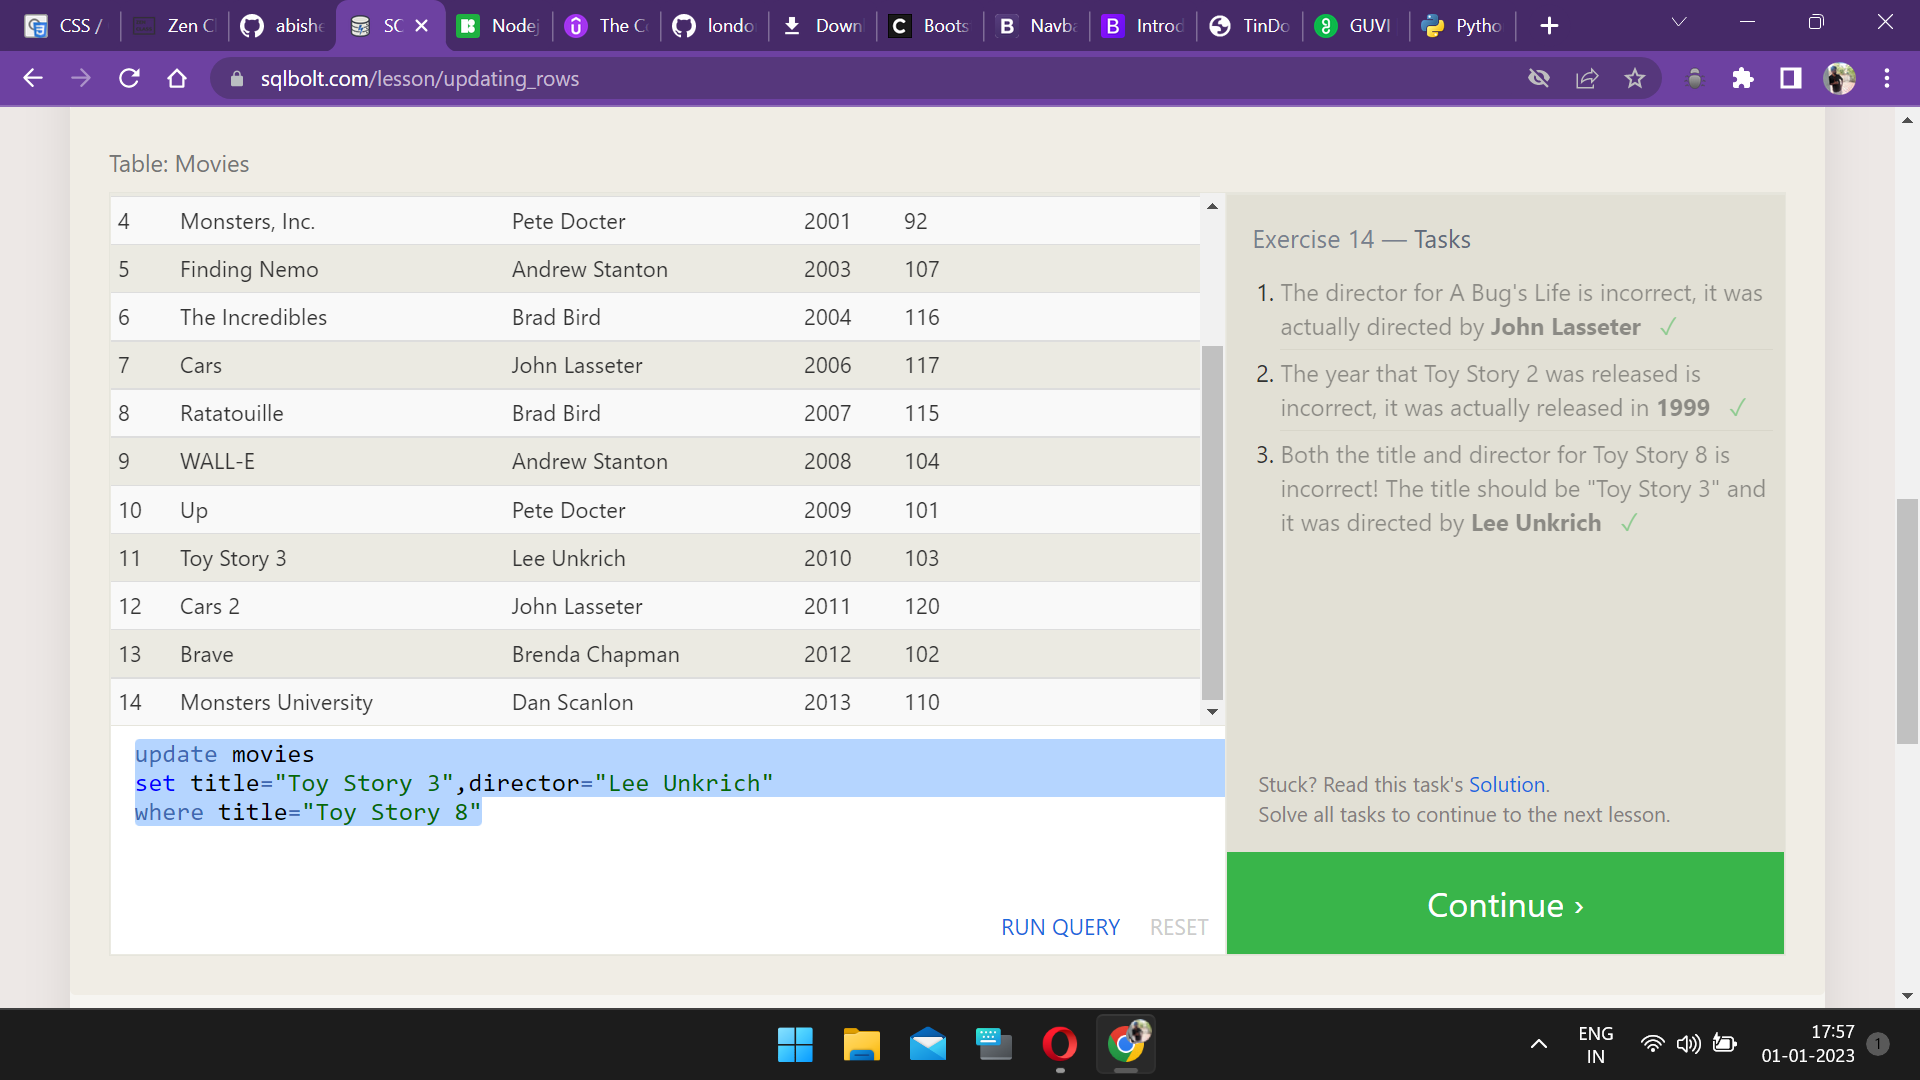 CSS /
Zen C
abishe
SC
Nodej
The C
londo
Down
Boots
Navba
Introd
TinDo
GUVI
Pytho
sqlbolt.com/lesson/updating_rows
Table: Movies
4 Monsters, Inc. Pete Docter 2001 92
5 Finding Nemo Andrew Stanton 2003 107
6 The Incredibles Brad Bird 2004 116
7 Cars John Lasseter 2006 117
8 Ratatouille Brad Bird 2007 115
9 WALL-E Andrew Stanton 2008 104
10 Up Pete Docter 2009 101
11 Toy Story 3 Lee Unkrich 2010 103
12 Cars 2 John Lasseter 2011 120
13 Brave Brenda Chapman 2012 102
14 Monsters University Dan Scanlon 2013 110
update movies
set title="Toy Story 3",director="Lee Unkrich"
where title="Toy Story 8"
RUN QUERY RESET
Exercise 14 — Tasks
1. The director for A Bug's Life is incorrect, it was
actually directed by John Lasseter ✓
2. The year that Toy Story 2 was released is
incorrect, it was actually released in 1999 ✓
3. Both the title and director for Toy Story 8 is
incorrect! The title should be "Toy Story 3" and
it was directed by Lee Unkrich ✓
Stuck? Read this task's Solution.
Solve all tasks to continue to the next lesson.
Continue ›
ENG
IN
17:57
01-01-2023
1